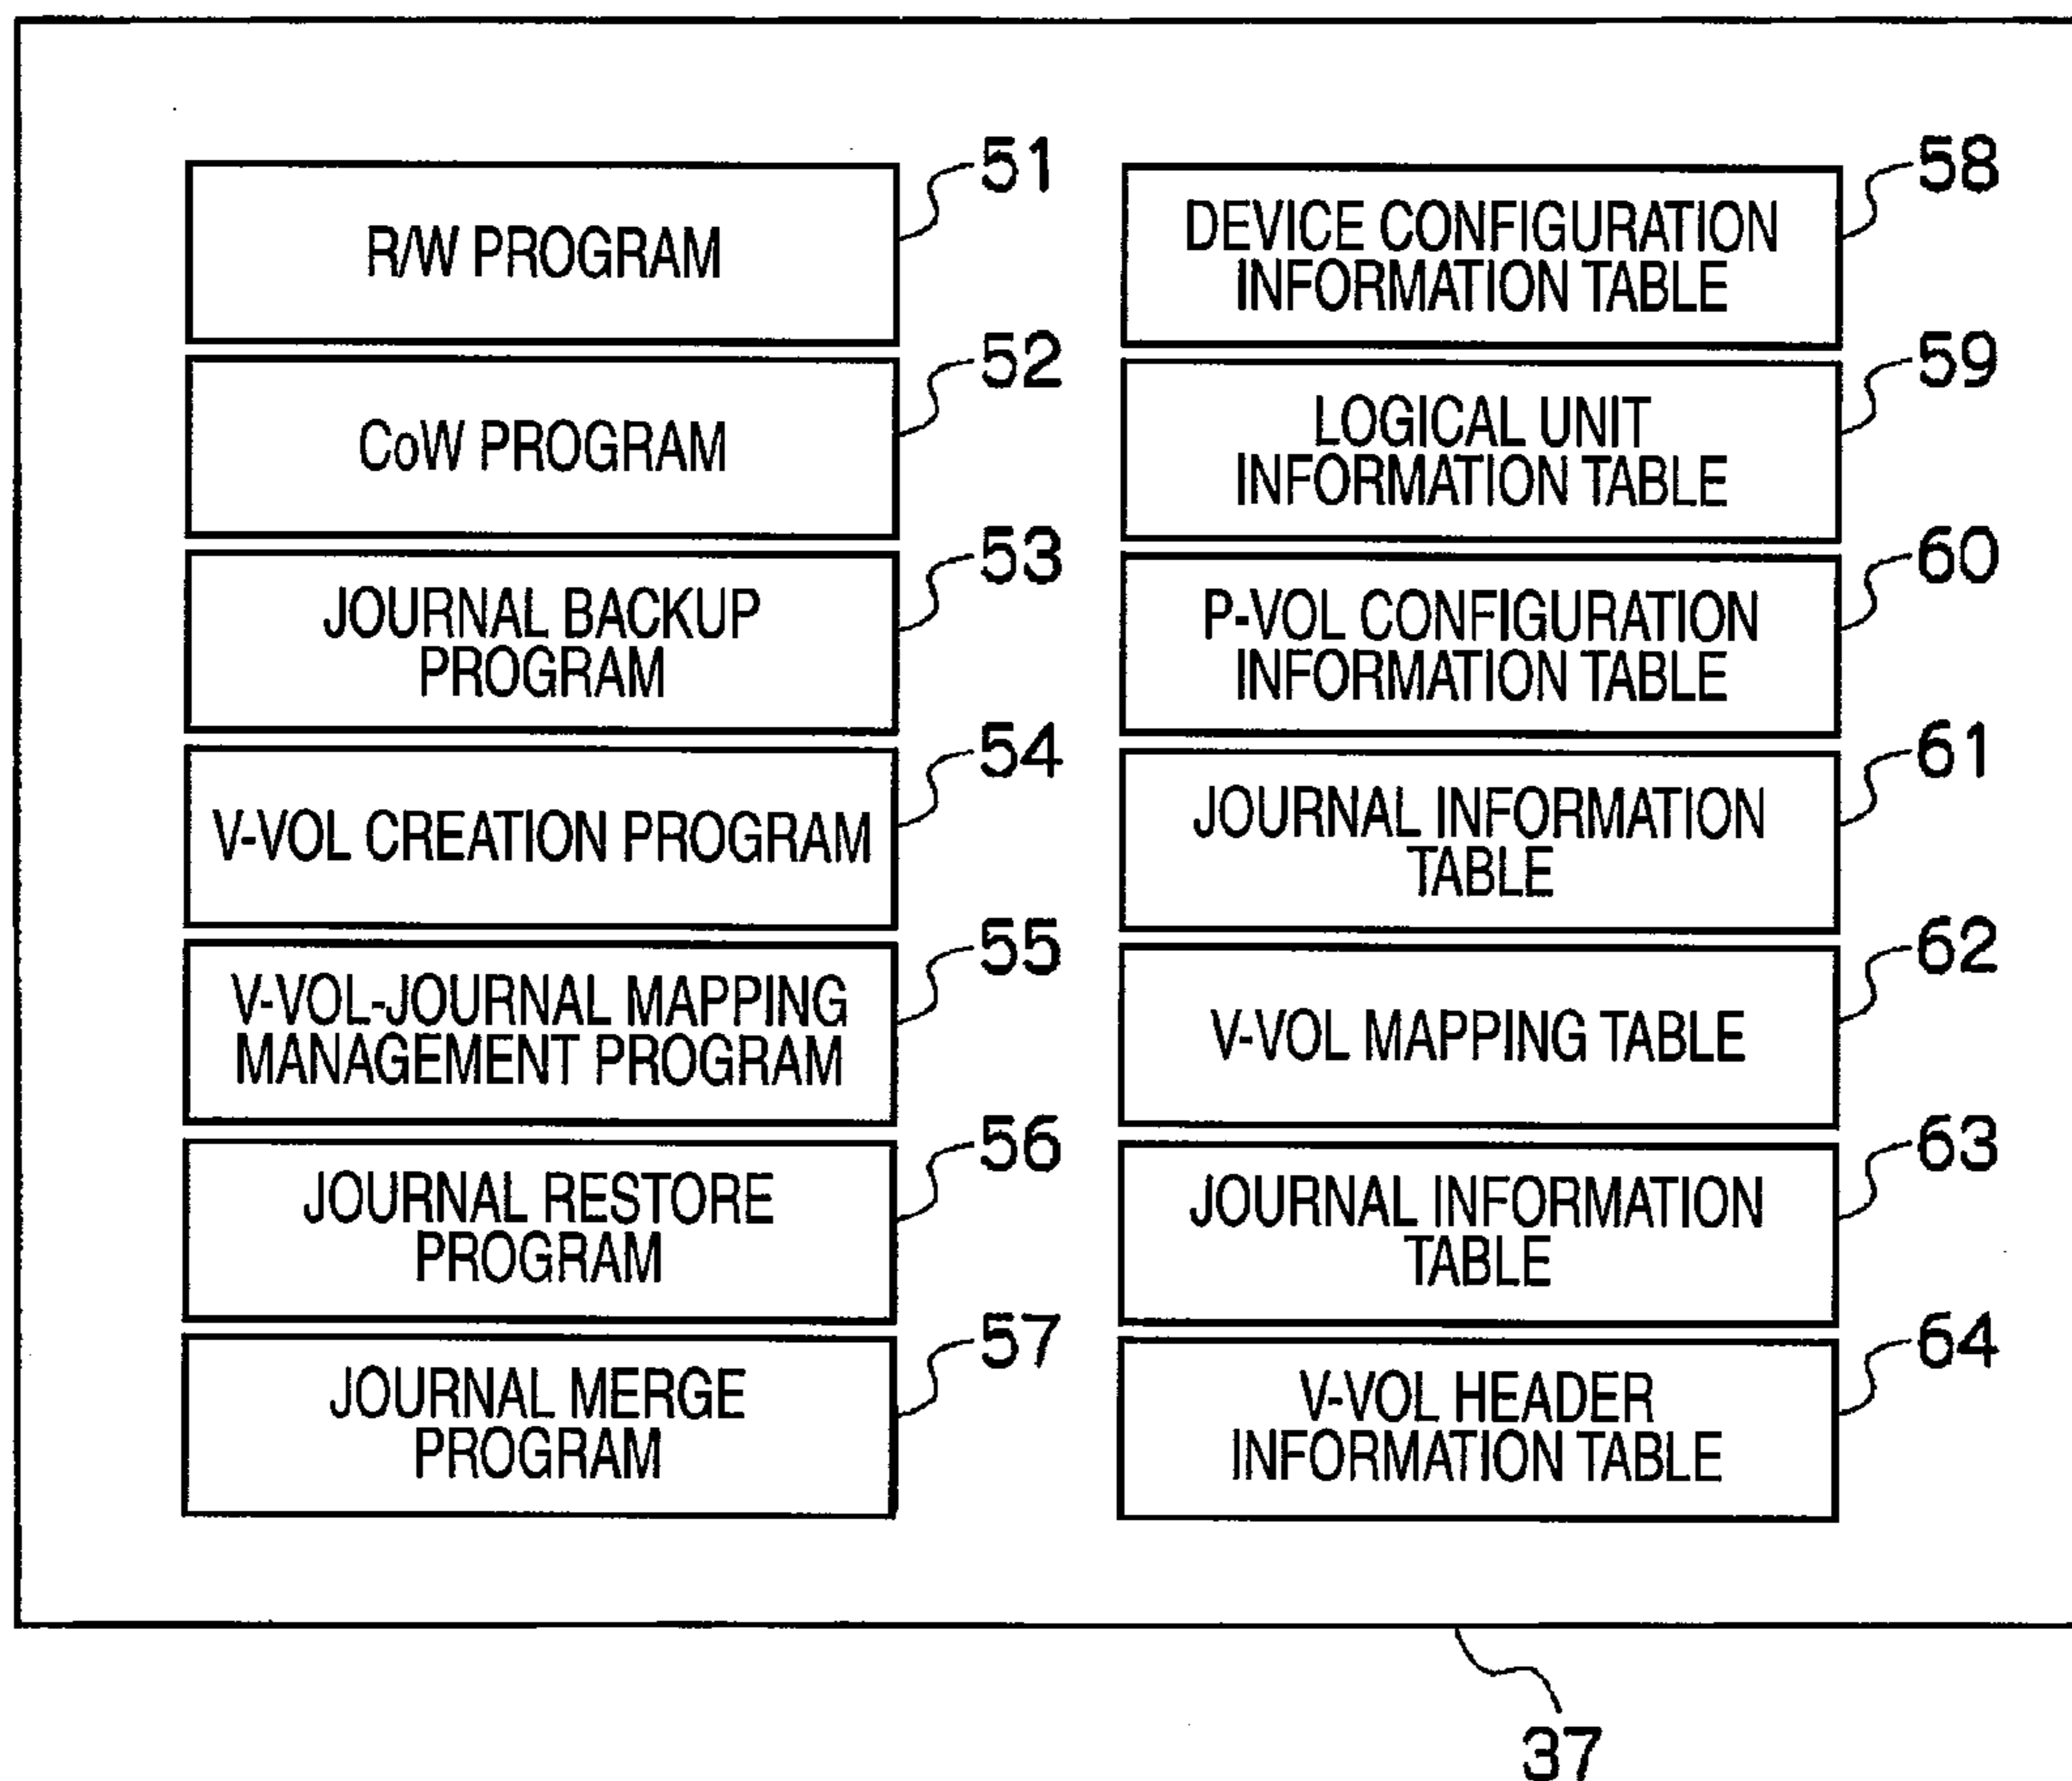 R/W PROGRAM
51
CoW PROGRAM
52
JOURNAL BACKUP
PROGRAM
53
V-VOL CREATION PROGRAM
54
V-VOL-JOURNAL MAPPING
MANAGEMENT PROGRAM
55
JOURNAL RESTORE
PROGRAM
56
JOURNAL MERGE
PROGRAM
57
DEVICE CONFIGURATION
INFORMATION TABLE
58
LOGICAL UNIT
INFORMATION TABLE
59
P-VOL CONFIGURATION
INFORMATION TABLE
60
JOURNAL INFORMATION
TABLE
61
V-VOL MAPPING TABLE
62
JOURNAL INFORMATION
TABLE
63
V-VOL HEADER
INFORMATION TABLE
64
37